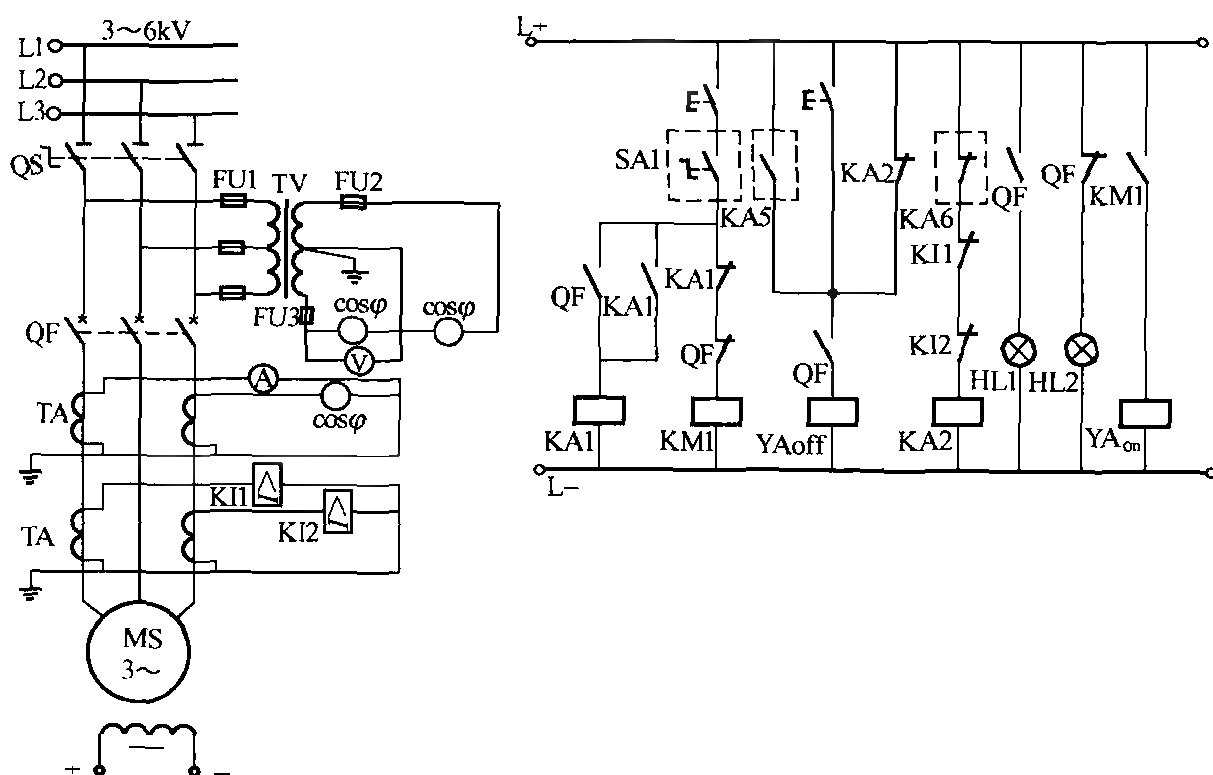 3～6kV
L1
L2
L3
QS
FU1 TV FU2
FU3
cosφ
cosφ
V
QF
A
cosφ
TA
KI1
KI2
TA
MS
3～
+ −
L+
SA1
KA5
KA2
KA6
QF
QF
KM1
KI1
QF
KA1
KA1
QF
QF
KI2
HL1
HL2
KA1
KM1
YAoff
KA2
YAon
L−